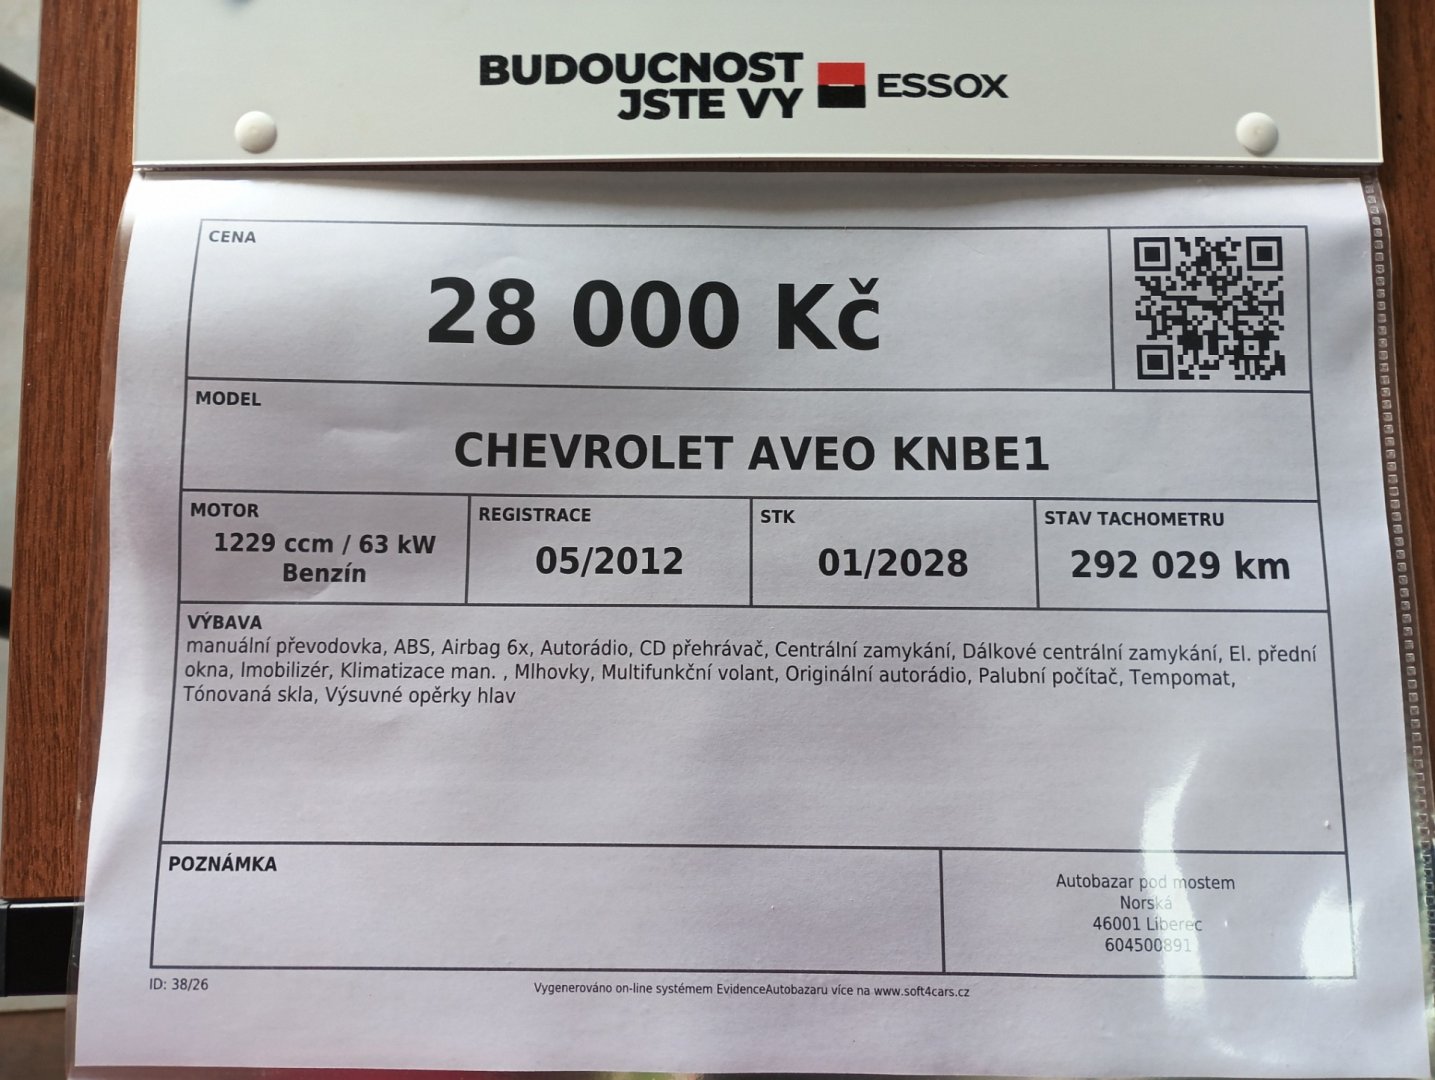 BUDOUCNOST
JSTE VY
ESSOX
CENA
28 000 Kč
MODEL
CHEVROLET AVEO KNBE1
MOTOR
1229 ccm / 63 kW
Benzín
REGISTRACE
05/2012
STK
01/2028
STAV TACHOMETRU
292 029 km
VÝBAVA
manuální převodovka, ABS, Airbag 6x, Autorádio, CD přehrávač, Centrální zamykání, Dálkové centrální zamykání, El. přední
okna, Imobilizér, Klimatizace man. , Mlhovky, Multifunkční volant, Originální autorádio, Palubní počítač, Tempomat,
Tónovaná skla, Výsuvné opěrky hlav
POZNÁMKA
Autobazar pod mostem
Norská
46001 Liberec
604500891
ID: 38/26
Vygenerováno on-line systémem EvidenceAutobazaru více na www.soft4cars.cz